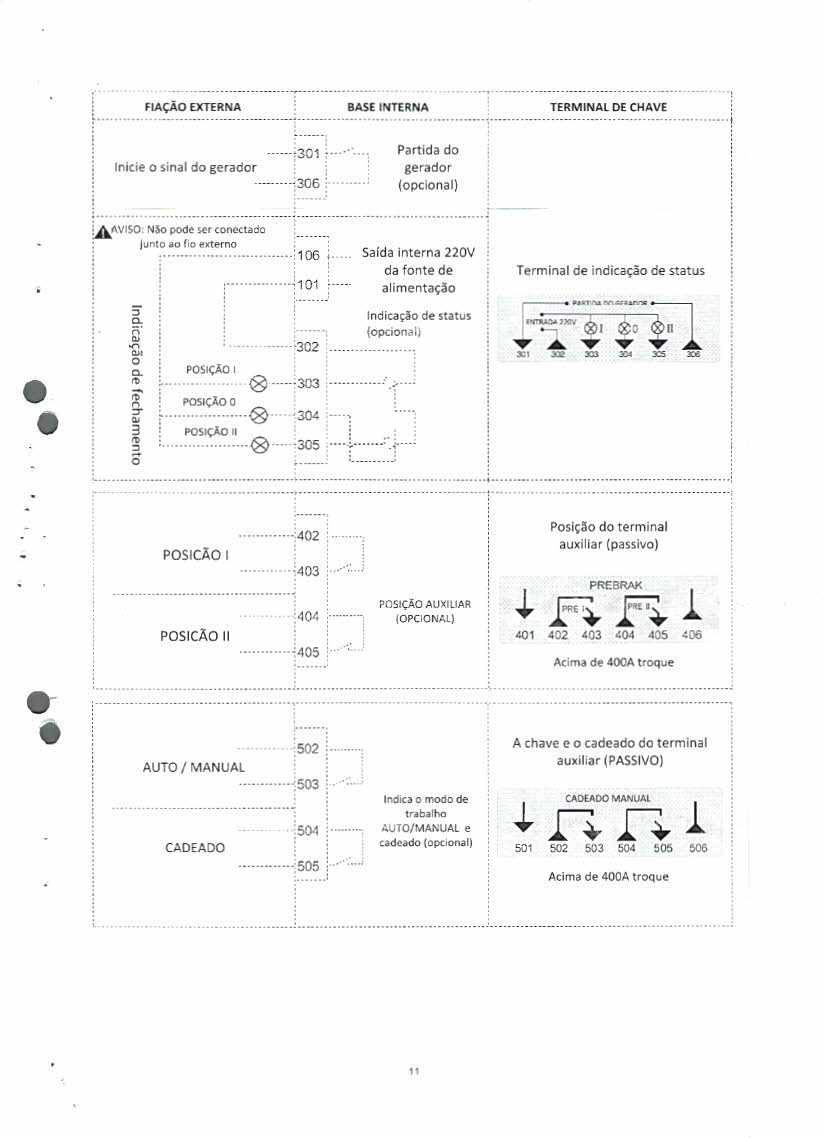 FIAÇÃO EXTERNA
BASE INTERNA
TERMINAL DE CHAVE
Inicie o sinal do gerador
301
306
Partida do
gerador
(opcional)
AVISO: Não pode ser conectado
junto ao fio externo
106
101
Saída interna 220V
da fonte de
alimentação
Indicação de status
(opcional)
Indicação de fechamento
302
POSIÇÃO I
303
POSIÇÃO 0
304
POSIÇÃO II
305
Terminal de indicação de status
PARTIDA DO GERADOR
ENTRADA 220V
I
0
II
301 302 303 304 305 306
402
POSICÃO I
403
404
POSICÃO II
405
POSIÇÃO AUXILIAR
(OPCIONAL)
Posição do terminal
auxiliar (passivo)
PREBRAK
PRE I
PRE II
401 402 403 404 405 406
Acima de 400A troque
502
AUTO / MANUAL
503
504
CADEADO
505
Indica o modo de
trabalho
AUTO/MANUAL e
cadeado (opcional)
A chave e o cadeado do terminal
auxiliar (PASSIVO)
CADEADO MANUAL
501 502 503 504 505 506
Acima de 400A troque
11